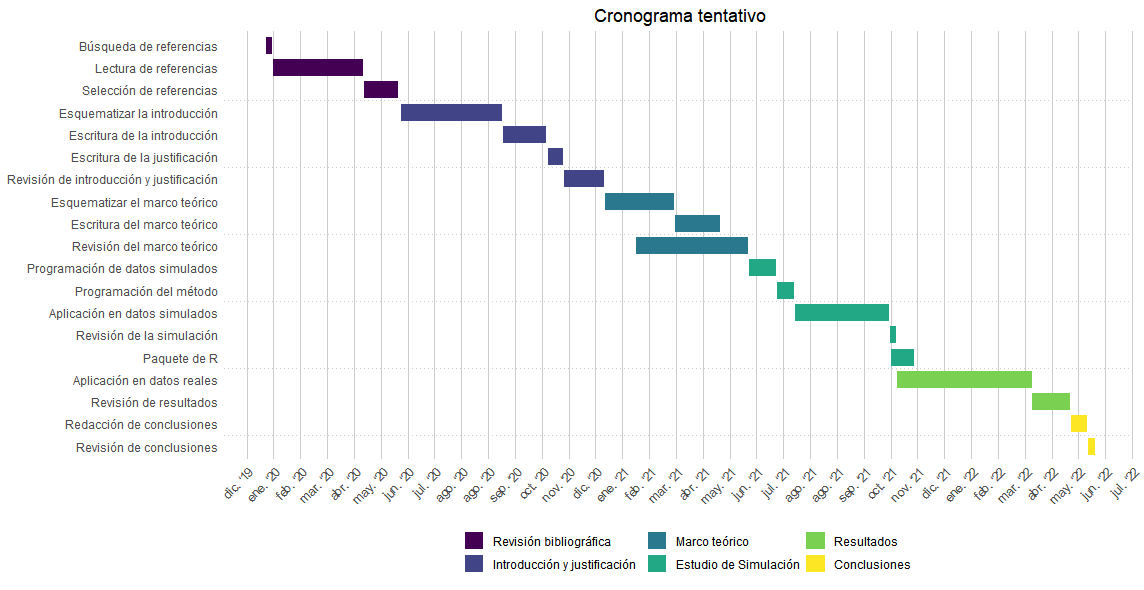 Cronograma tentativo
Búsqueda de referencias
Lectura de referencias
Selección de referencias
Esquematizar la introducción
Escritura de la introducción
Escritura de la justificación
Revisión de introducción y justificación
Esquematizar el marco teórico
Escritura del marco teórico
Revisión del marco teórico
Programación de datos simulados
Programación del método
Aplicación en datos simulados
Revisión de la simulación
Paquete de R
Aplicación en datos reales
Revisión de resultados
Redacción de conclusiones
Revisión de conclusiones
dic. '19
ene. '20
feb. '20
mar. '20
abr. '20
may. '20
jun. '20
jul. '20
ago. '20
ago. '20
sep. '20
oct. '20
nov. '20
dic. '20
ene. '21
feb. '21
mar. '21
abr. '21
may. '21
jun. '21
jul. '21
ago. '21
ago. '21
sep. '21
oct. '21
nov. '21
dic. '21
ene. '22
feb. '22
mar. '22
abr. '22
may. '22
jun. '22
jul. '22
Revisión bibliográfica
Marco teórico
Resultados
Introducción y justificación
Estudio de Simulación
Conclusiones